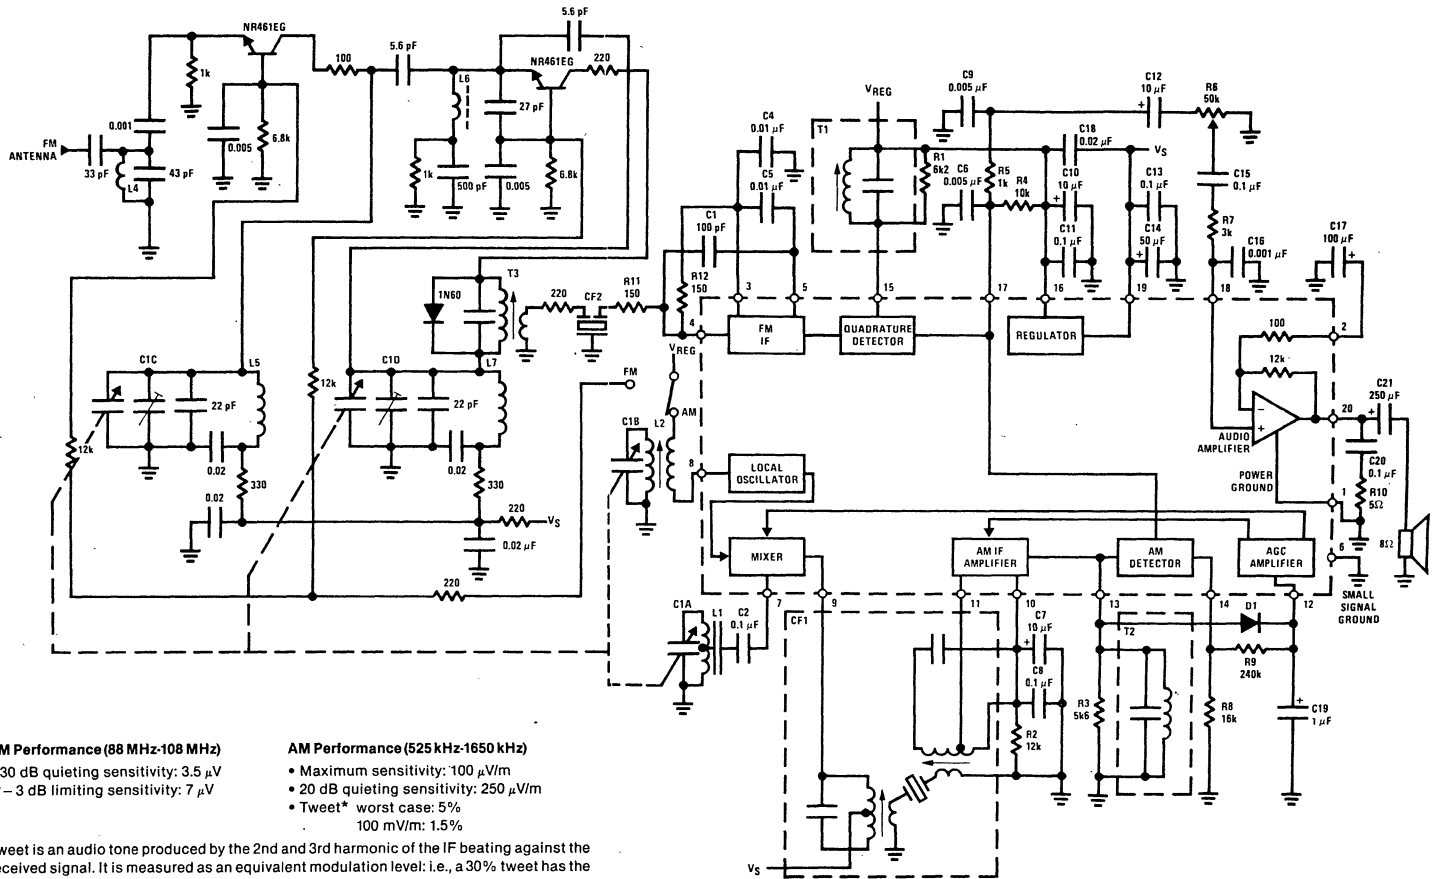 NR461EG
1k
0.001
FM
ANTENNA
33 pF
L4
43 pF
0.005
6.8k
100
5.6 pF
5.6 pF
NR461EG
220
L6
27 pF
1k
500 pF
0.005
6.8k
T3
1N60
220
CF2
R11
150
C1C
L5
22 pF
0.02
12k
330
0.02
12k
C1D
L7
22 pF
0.02
330
220
VS
0.02 µF
220
FM
VREG
AM
C1B
L2
C1A
L1
C2
0.1 µF
C4
0.01 µF
C5
0.01 µF
C1
100 pF
R12
150
VREG
T1
R1
6k2
C9
0.005 µF
C6
0.005 µF
R5
1k
R4
10k
C18
0.02 µF
VS
C10
10 µF
C11
0.1 µF
C13
0.1 µF
C14
50 µF
C12
10 µF
+
R6
50k
C15
0.1 µF
R7
3k
C16
0.001 µF
C17
100 µF
+
3
5
15
17
16
19
18
4
FM
IF
QUADRATURE
DETECTOR
REGULATOR
100
2
12k
−
+
AUDIO
AMPLIFIER
20
C21
250 µF
+
C20
0.1 µF
POWER
GROUND
1
R10
5Ω
8Ω
6
SMALL
SIGNAL
GROUND
8
LOCAL
OSCILLATOR
MIXER
AM IF
AMPLIFIER
AM
DETECTOR
AGC
AMPLIFIER
7
9
11
10
13
14
12
CF1
C7
10 µF
+
C8
0.1 µF
R2
12k
R3
5k6
T2
D1
R9
240k
R8
16k
C19
1 µF
+
VS
M Performance (88 MHz-108 MHz)
30 dB quieting sensitivity: 3.5 µV
– 3 dB limiting sensitivity: 7 µV
AM Performance (525 kHz-1650 kHz)
• Maximum sensitivity: 100 µV/m
• 20 dB quieting sensitivity: 250 µV/m
• Tweet* worst case: 5%
100 mV/m: 1.5%
weet is an audio tone produced by the 2nd and 3rd harmonic of the IF beating against the
eceived signal. It is measured as an equivalent modulation level: i.e., a 30% tweet has the